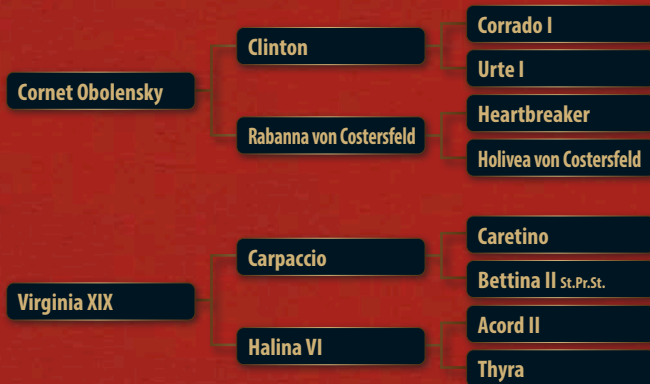 Cornet Obolensky
Clinton
Corrado I
Urte I
Rabanna von Costersfeld
Heartbreaker
Holivea von Costersfeld
Virginia XIX
Carpaccio
Caretino
Bettina II St.Pr.St.
Halina VI
Acord II
Thyra